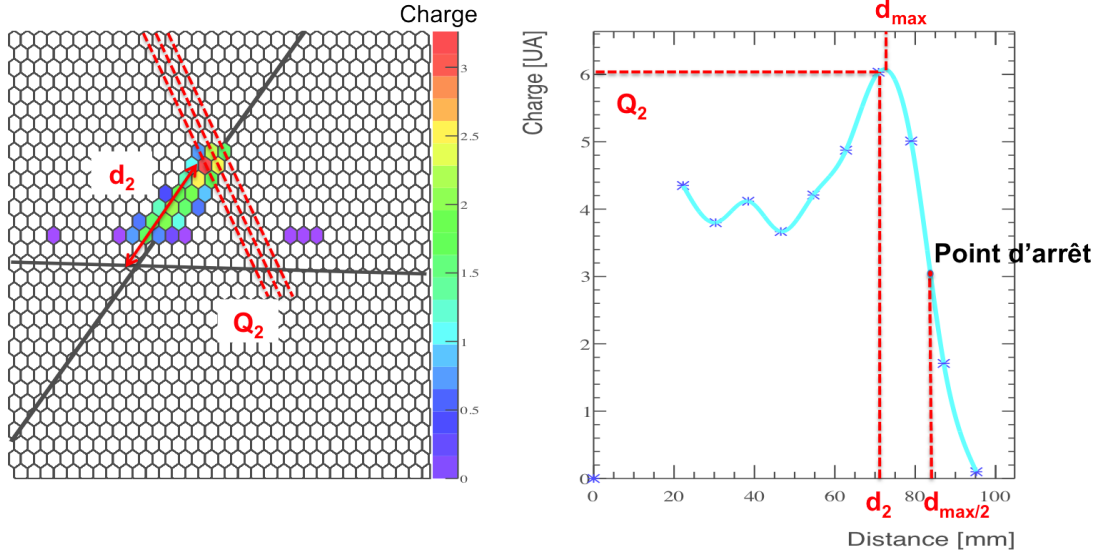 Charge
3
2.5
2
1.5
1
0.5
0
d2
Q2
dmax
Charge [UA]
6
5
4
3
2
1
0
Q2
Point d’arrêt
0
20
40
60
80
100
d2
dmax/2
Distance [mm]